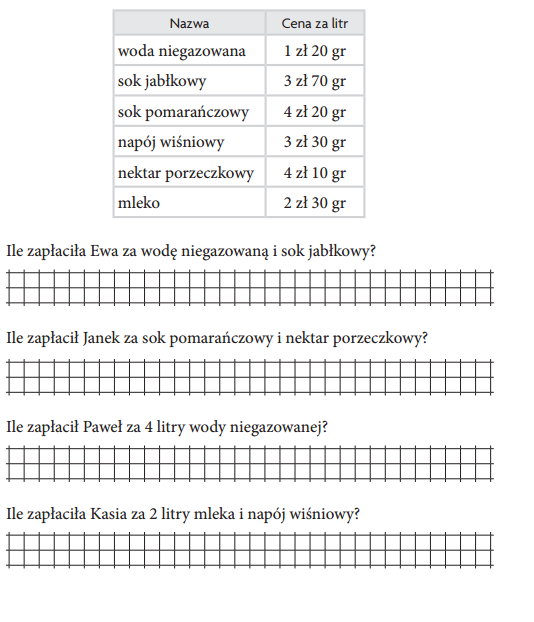 Nazwa Cena za litr
woda niegazowana 1 zł 20 gr
sok jabłkowy 3 zł 70 gr
sok pomarańczowy 4 zł 20 gr
napój wiśniowy 3 zł 30 gr
nektar porzeczkowy 4 zł 10 gr
mleko 2 zł 30 gr
Ile zapłaciła Ewa za wodę niegazowaną i sok jabłkowy?
Ile zapłacił Janek za sok pomarańczowy i nektar porzeczkowy?
Ile zapłacił Paweł za 4 litry wody niegazowanej?
Ile zapłaciła Kasia za 2 litry mleka i napój wiśniowy?